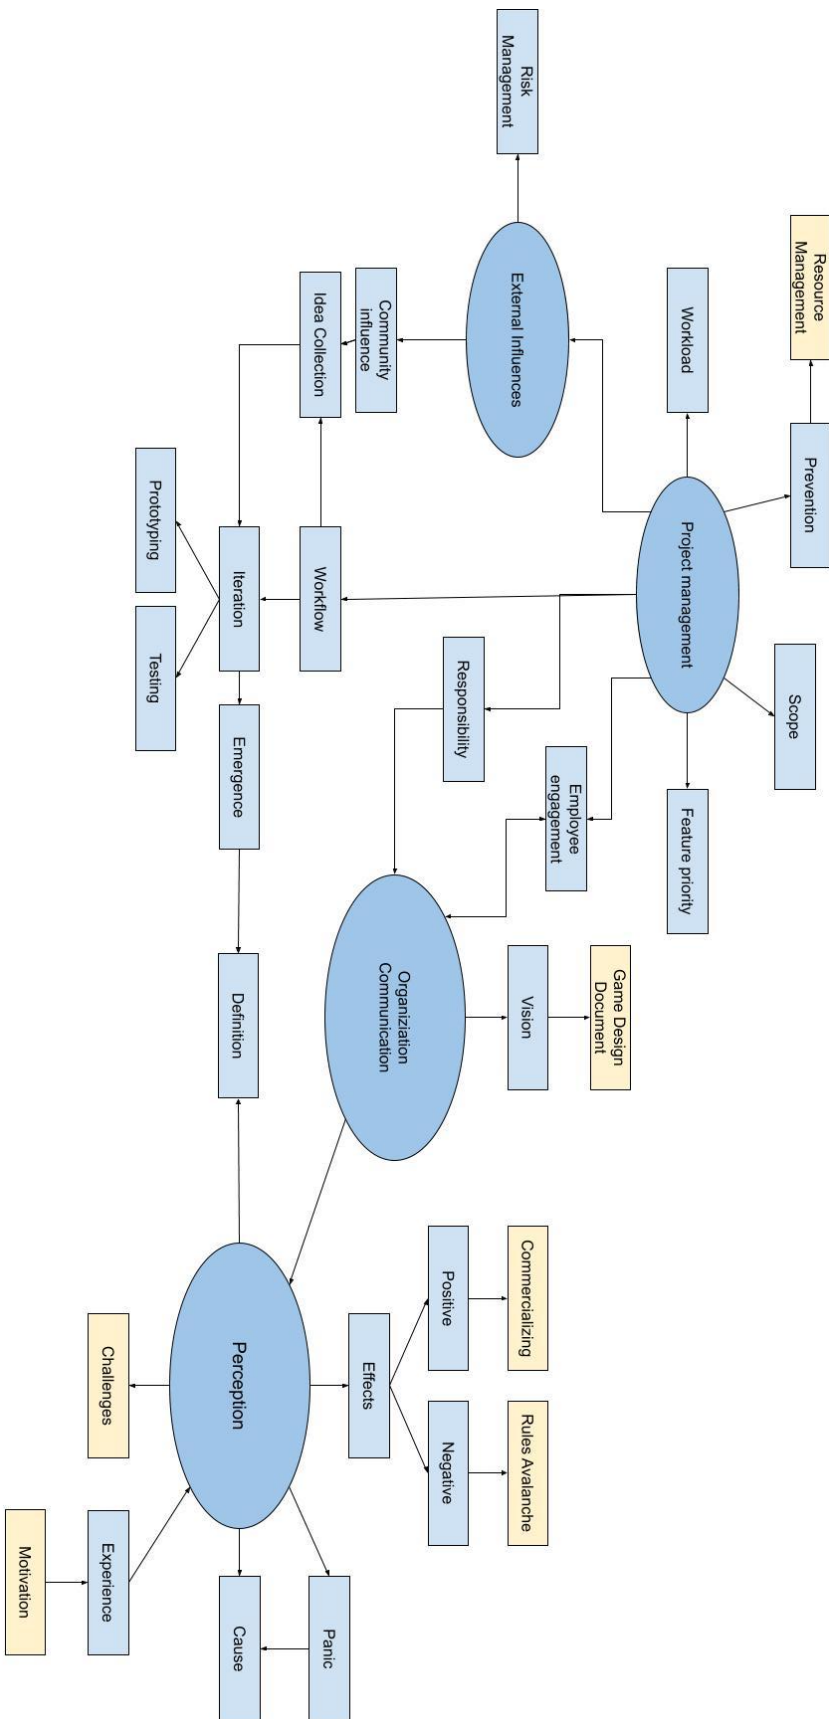 Resource
Management
Prevention
Scope
Workload
Project management
Feature priority
Game Design
Document
Employee
engagement
Risk
Management
External Influences
Vision
Commercializing
Rules Avalanche
Responsibility
Positive
Negative
Organiziation
Communication
Community
influence
Effects
Idea Collection
Workflow
Panic
Iteration
Emergence
Definition
Perception
Cause
Prototyping
Testing
Challenges
Experience
Motivation